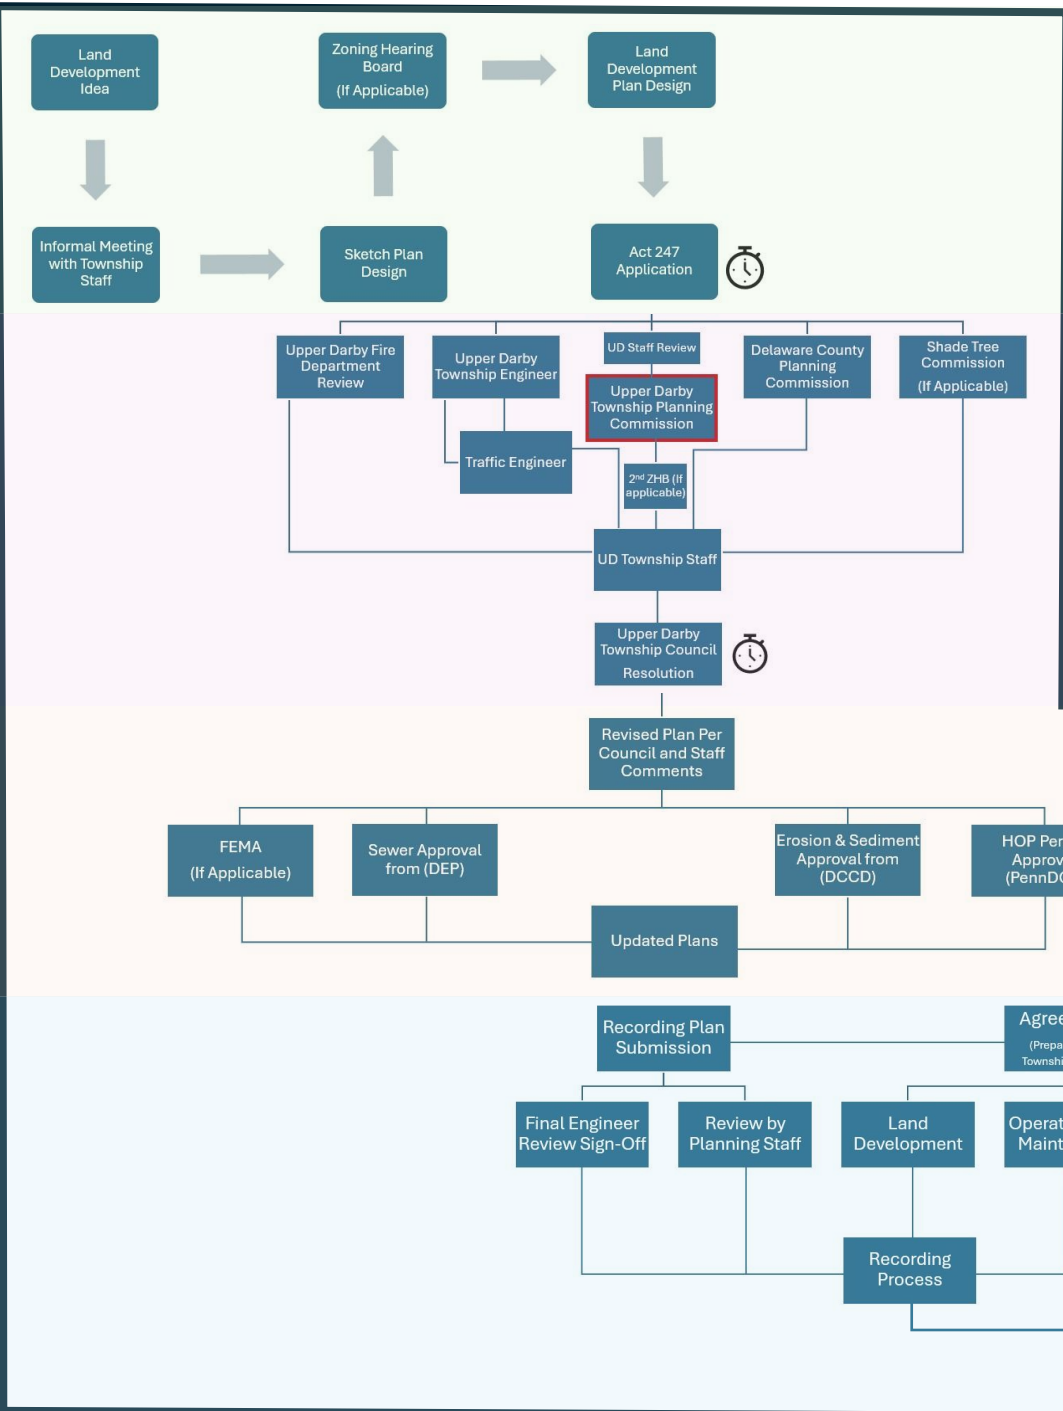 Land
Development
Idea
Zoning Hearing
Board
(If Applicable)
Land
Development
Plan Design
Informal Meeting
with Township
Staff
Sketch Plan
Design
Act 247
Application
Upper Darby Fire
Department
Review
Upper Darby
Township Engineer
UD Staff Review
Upper Darby
Township Planning
Commission
Delaware County
Planning
Commission
Shade Tree
Commission
(If Applicable)
Traffic Engineer
2nd ZHB (If
applicable)
UD Township Staff
Upper Darby
Township Council
Resolution
Revised Plan Per
Council and Staff
Comments
FEMA
(If Applicable)
Sewer Approval
from (DEP)
Erosion & Sediment
Approval from
(DCCD)
HOP
Updated Plans
Recording Plan
Submission
Final Engineer
Review Sign-Off
Review by
Planning Staff
Land
Development
Recording
Process